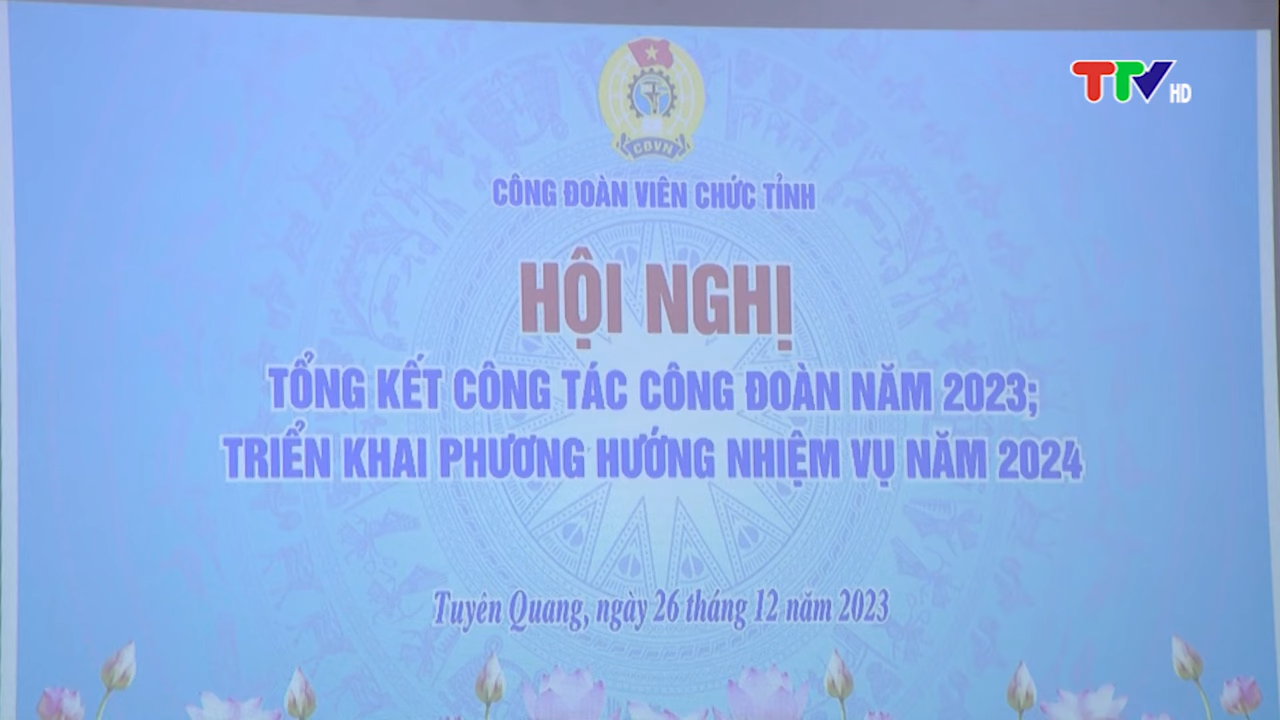 TTV HD
CĐVN
CÔNG ĐOÀN VIÊN CHỨC TỈNH
HỘI NGHỊ
TỔNG KẾT CÔNG TÁC CÔNG ĐOÀN NĂM 2023;
TRIỂN KHAI PHƯƠNG HƯỚNG NHIỆM VỤ NĂM 2024
Tuyên Quang, ngày 26 tháng 12 năm 2023